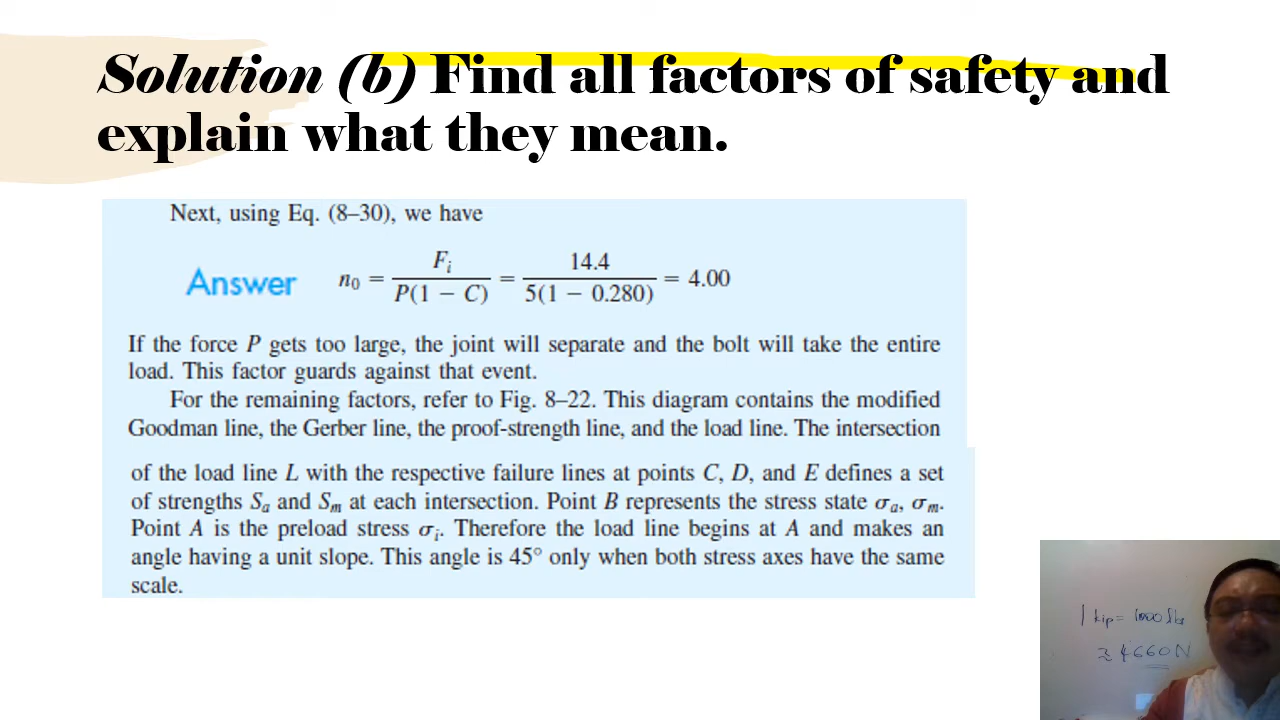 Solution (b) Find all factors of safety and
explain what they mean.
Next, using Eq. (8–30), we have
Answer n₀ = Fᵢ / P(1 − C) = 14.4 / 5(1 − 0.280) = 4.00
If the force P gets too large, the joint will separate and the bolt will take the entire
load. This factor guards against that event.
For the remaining factors, refer to Fig. 8–22. This diagram contains the modified
Goodman line, the Gerber line, the proof-strength line, and the load line. The intersection
of the load line L with the respective failure lines at points C, D, and E defines a set
of strengths Sₐ and Sₘ at each intersection. Point B represents the stress state σₐ, σₘ.
Point A is the preload stress σᵢ. Therefore the load line begins at A and makes an
angle having a unit slope. This angle is 45° only when both stress axes have the same
scale.
1 kip = 1000 lbs
≈ 4660 N